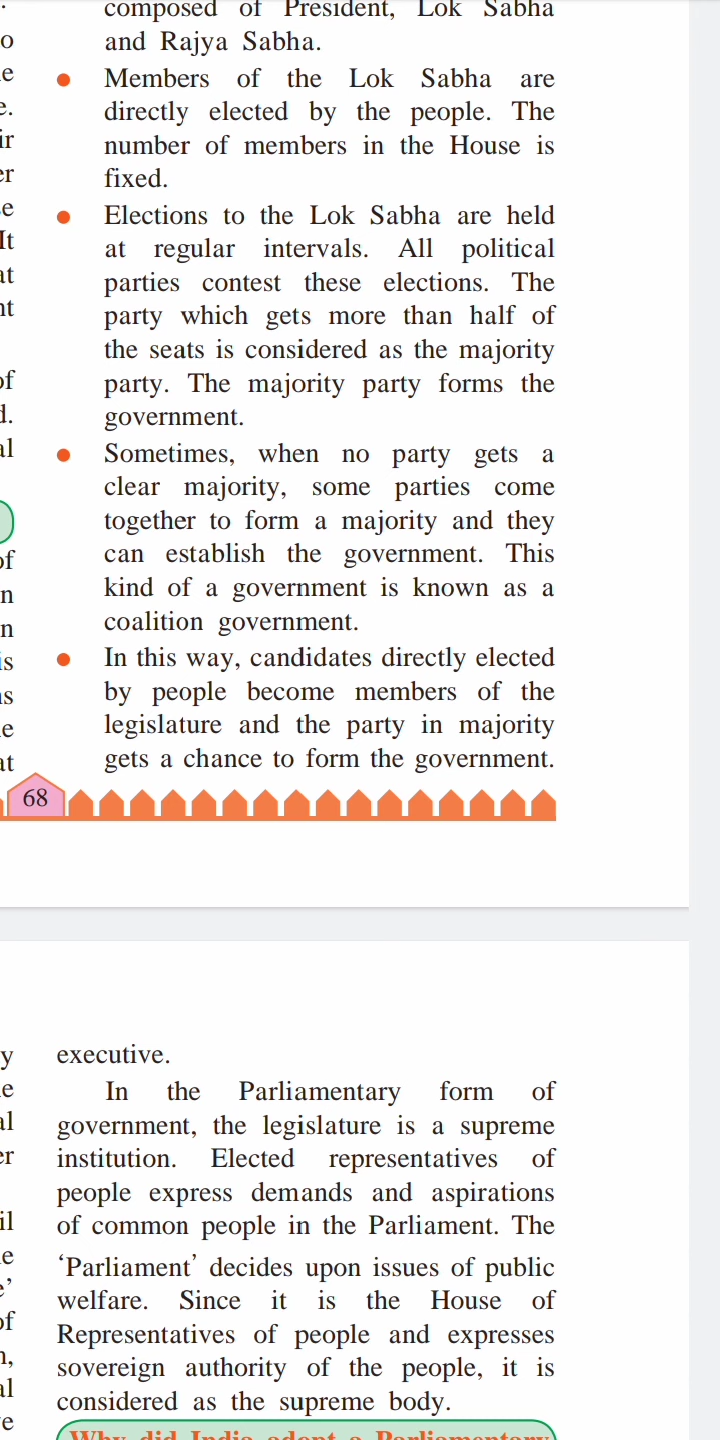 composed of President, Lok Sabha
and Rajya Sabha.
Members of the Lok Sabha are
directly elected by the people. The
number of members in the House is
fixed.
Elections to the Lok Sabha are held
at regular intervals. All political
parties contest these elections. The
party which gets more than half of
the seats is considered as the majority
party. The majority party forms the
government.
Sometimes, when no party gets a
clear majority, some parties come
together to form a majority and they
can establish the government. This
kind of a government is known as a
coalition government.
In this way, candidates directly elected
by people become members of the
legislature and the party in majority
gets a chance to form the government.
68
executive.
In the Parliamentary form of
government, the legislature is a supreme
institution. Elected representatives of
people express demands and aspirations
of common people in the Parliament. The
‘Parliament’ decides upon issues of public
welfare. Since it is the House of
Representatives of people and expresses
sovereign authority of the people, it is
considered as the supreme body.
Why did India adopt a Parliamentary